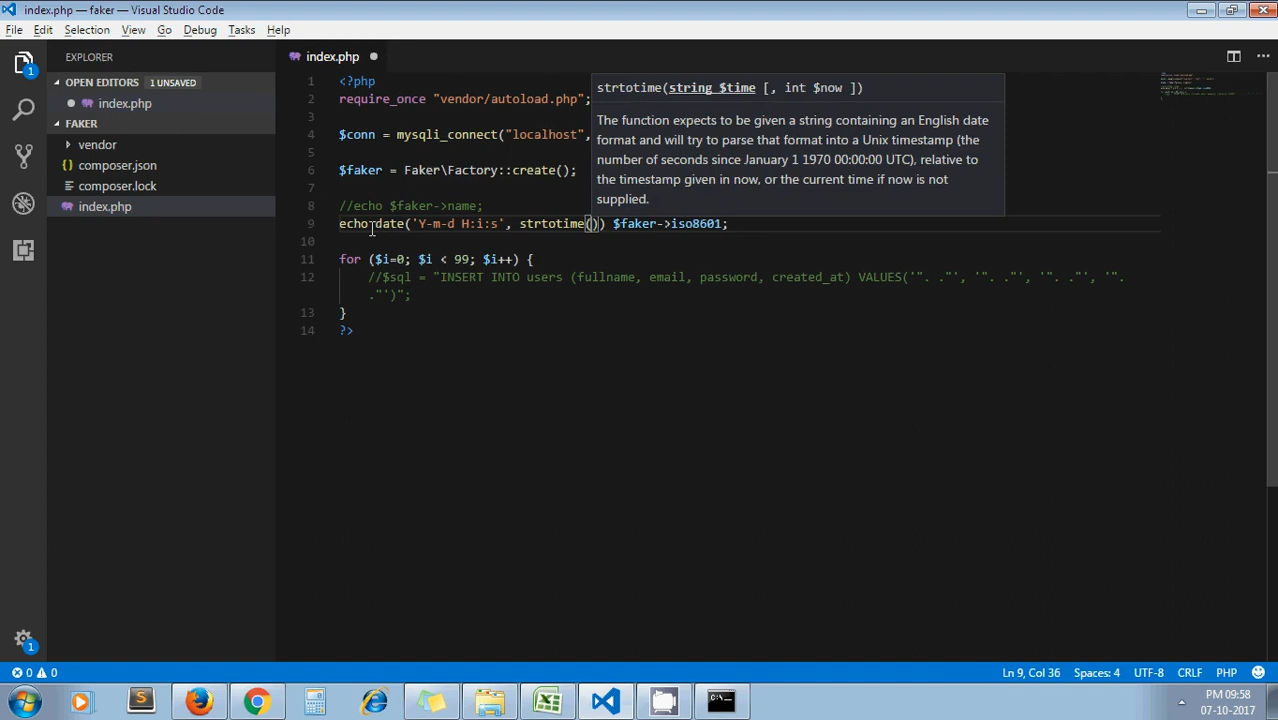 index.php — faker — Visual Studio Code
File Edit Selection View Go Debug Tasks Help
EXPLORER
index.php
OPEN EDITORS 1 UNSAVED
index.php
FAKER
vendor
composer.json
composer.lock
index.php
1 <?php
2 require_once "vendor/autoload.php";
3
4 $conn = mysqli_connect("localhost",
5
6 $faker = Faker\Factory::create();
7
8 //echo $faker->name;
9 echo date('Y-m-d H:i:s', strtotime()) $faker->iso8601;
10
11 for ($i=0; $i < 99; $i++) {
12 //$sql = "INSERT INTO users (fullname, email, password, created_at) VALUES('". ."', '". ."', '". ."', '".
."')";
13 }
14 ?>
strtotime(string $time [, int $now ])
The function expects to be given a string containing an English date
format and will try to parse that format into a Unix timestamp (the
number of seconds since January 1 1970 00:00:00 UTC), relative to
the timestamp given in now, or the current time if now is not
supplied.
1
1
0 0
Ln 9, Col 36 Spaces: 4 UTF-8 CRLF PHP
PM 09:58
07-10-2017